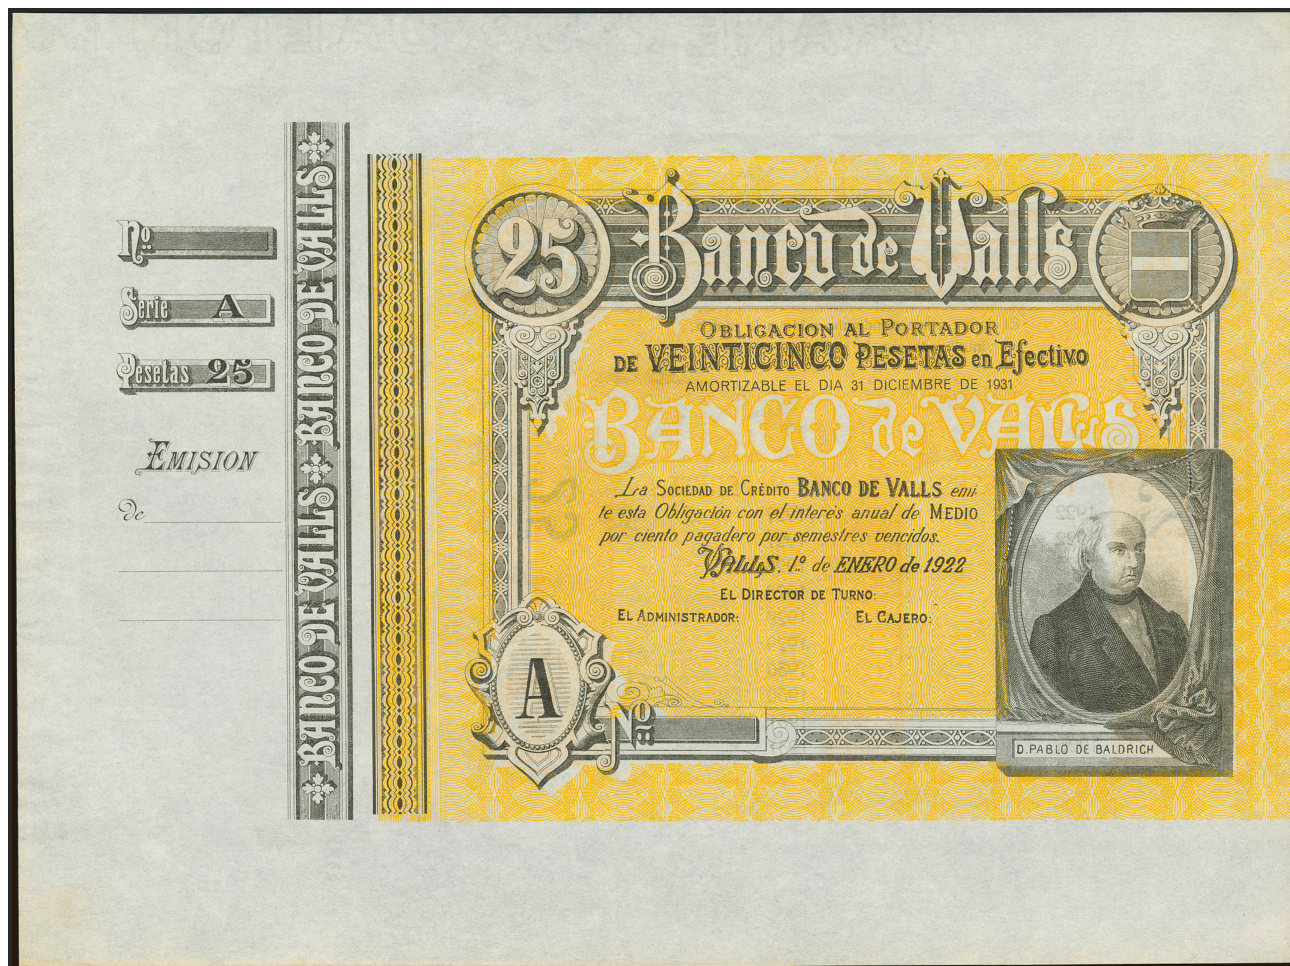 Nº
Serie A
Pesetas 25
EMISION
de
BANCO DE VALLS BANCO DE VALLS BANCO DE VALLS
25 Banco de Valls
OBLIGACION AL PORTADOR
DE VEINTICINCO PESETAS en Efectivo
AMORTIZABLE EL DIA 31 DICIEMBRE DE 1931
BANCO de VALLS
La SOCIEDAD DE CRÉDITO BANCO DE VALLS emi-
te esta Obligación con el interés anual de MEDIO
por ciento pagadero por semestres vencidos.
VALLS, 1º de ENERO de 1922
EL DIRECTOR DE TURNO:
EL ADMINISTRADOR: EL CAJERO:
A
Nº
D. PABLO DE BALDRICH